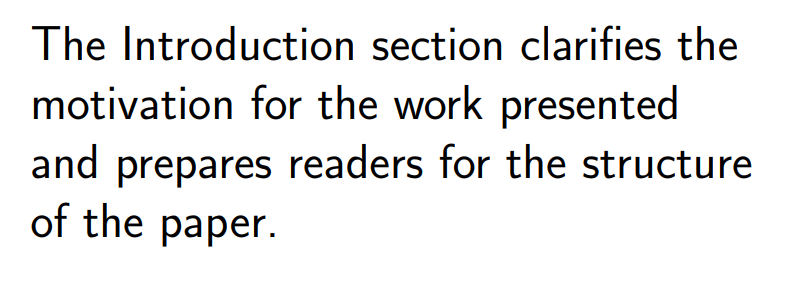 The Introduction section clarifies the
motivation for the work presented
and prepares readers for the structure
of the paper.